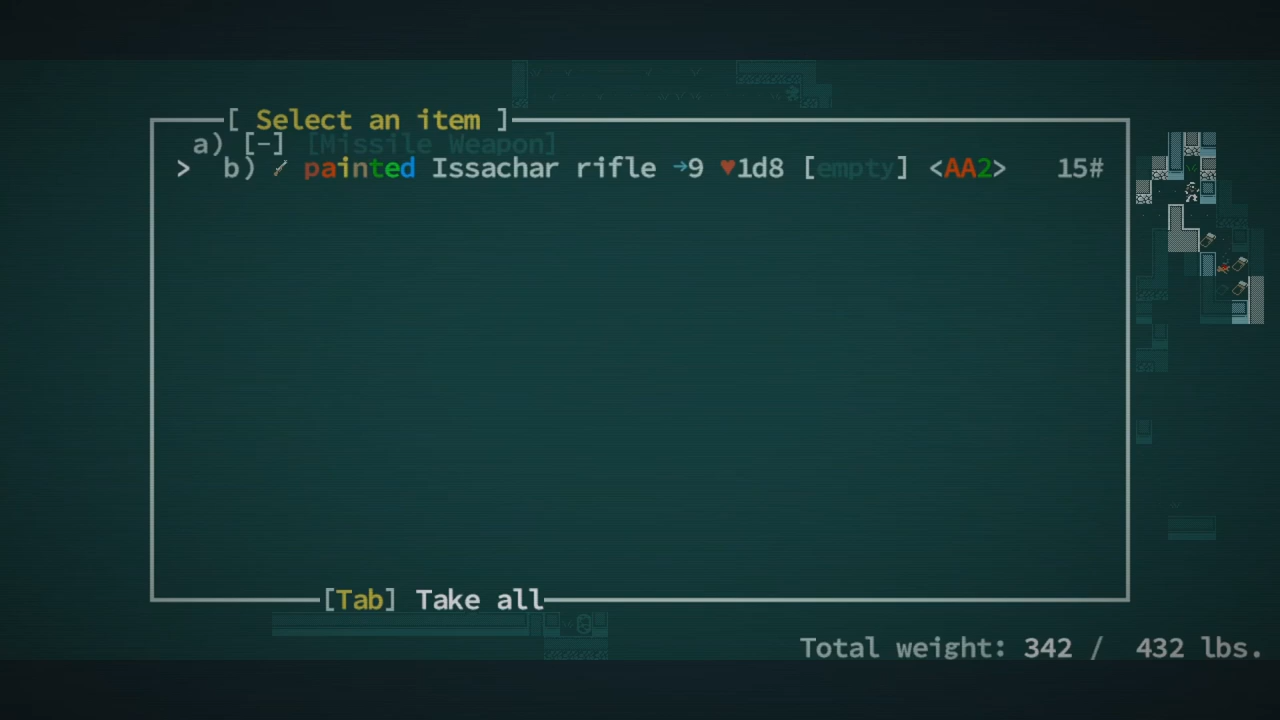 [ Select an item ]
a) [-] [Missile Weapon]
> b) painted Issachar rifle →9 ♥1d8 [empty] <AA2> 15#
[Tab] Take all
Total weight: 342 / 432 lbs.